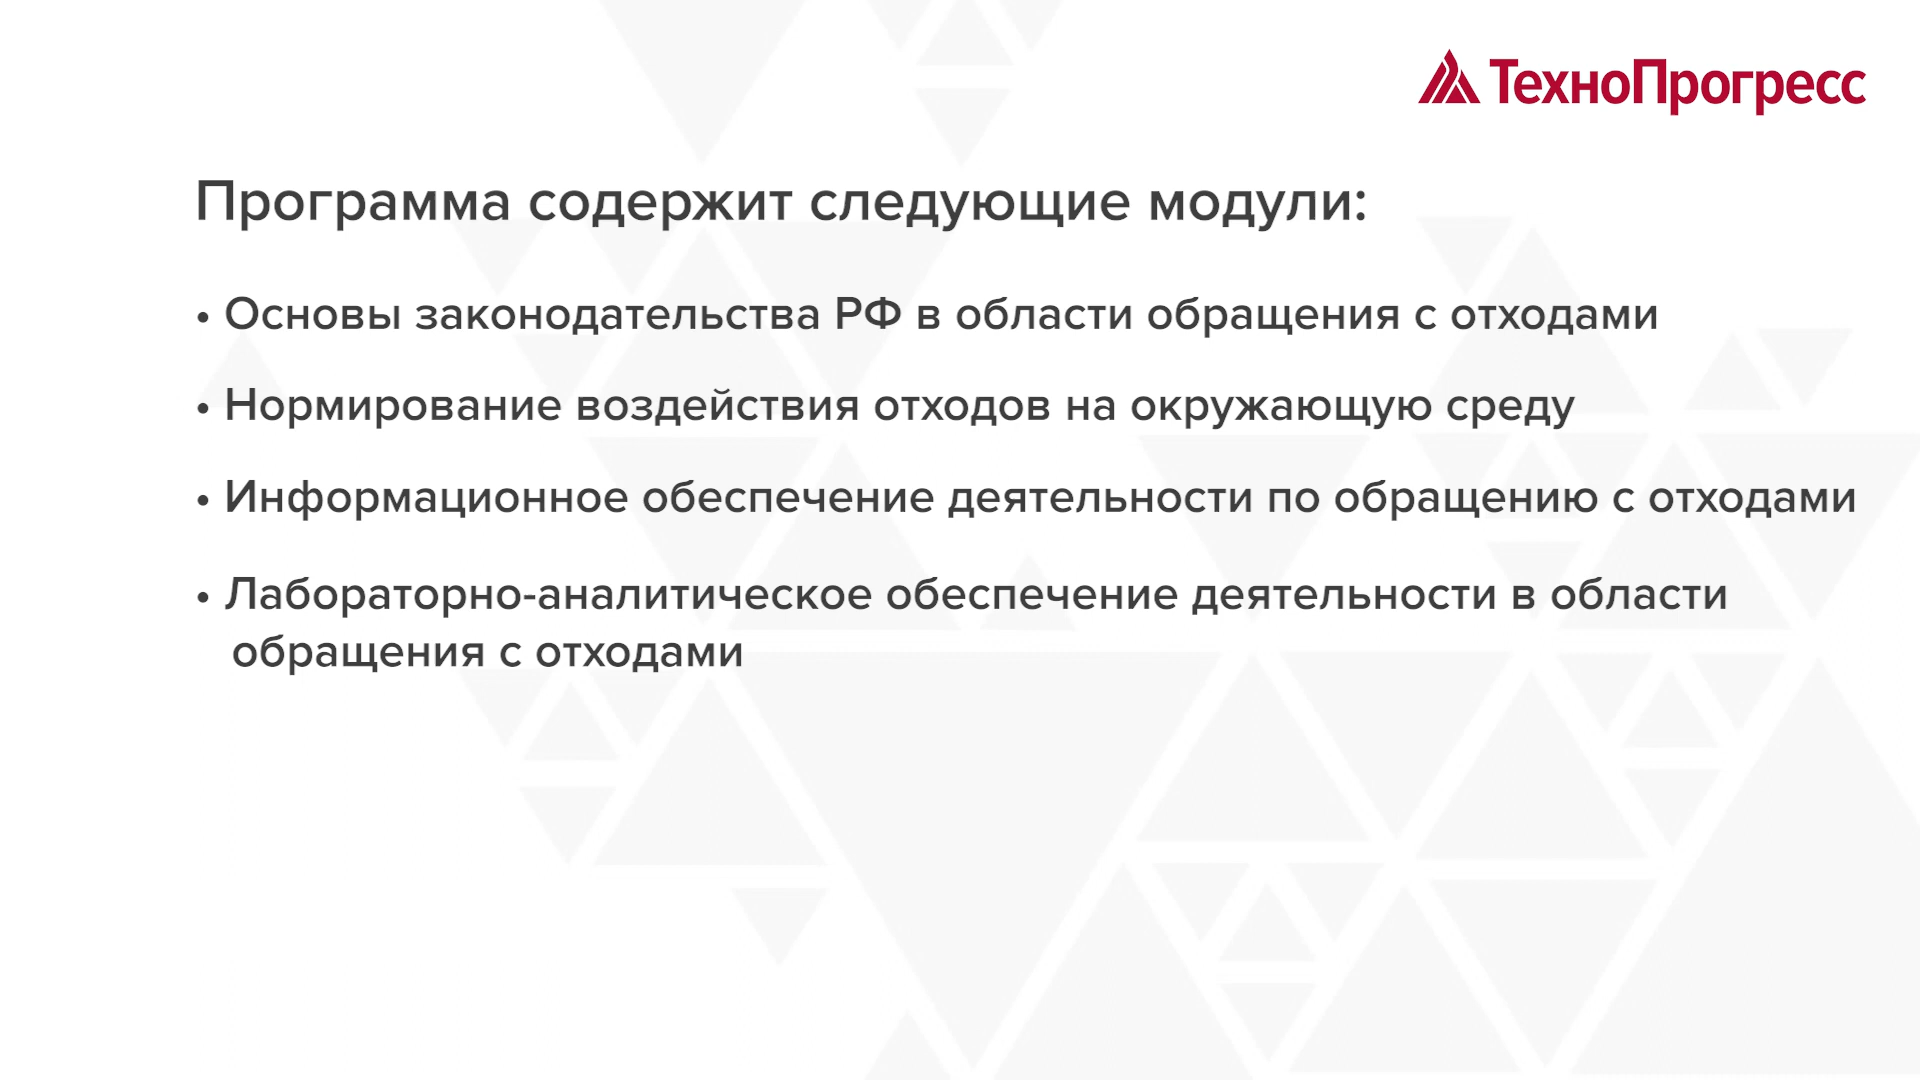 ТехноПрогресс
Программа содержит следующие модули:
• Основы законодательства РФ в области обращения с отходами
• Нормирование воздействия отходов на окружающую среду
• Информационное обеспечение деятельности по обращению с отходами
• Лабораторно-аналитическое обеспечение деятельности в области
обращения с отходами